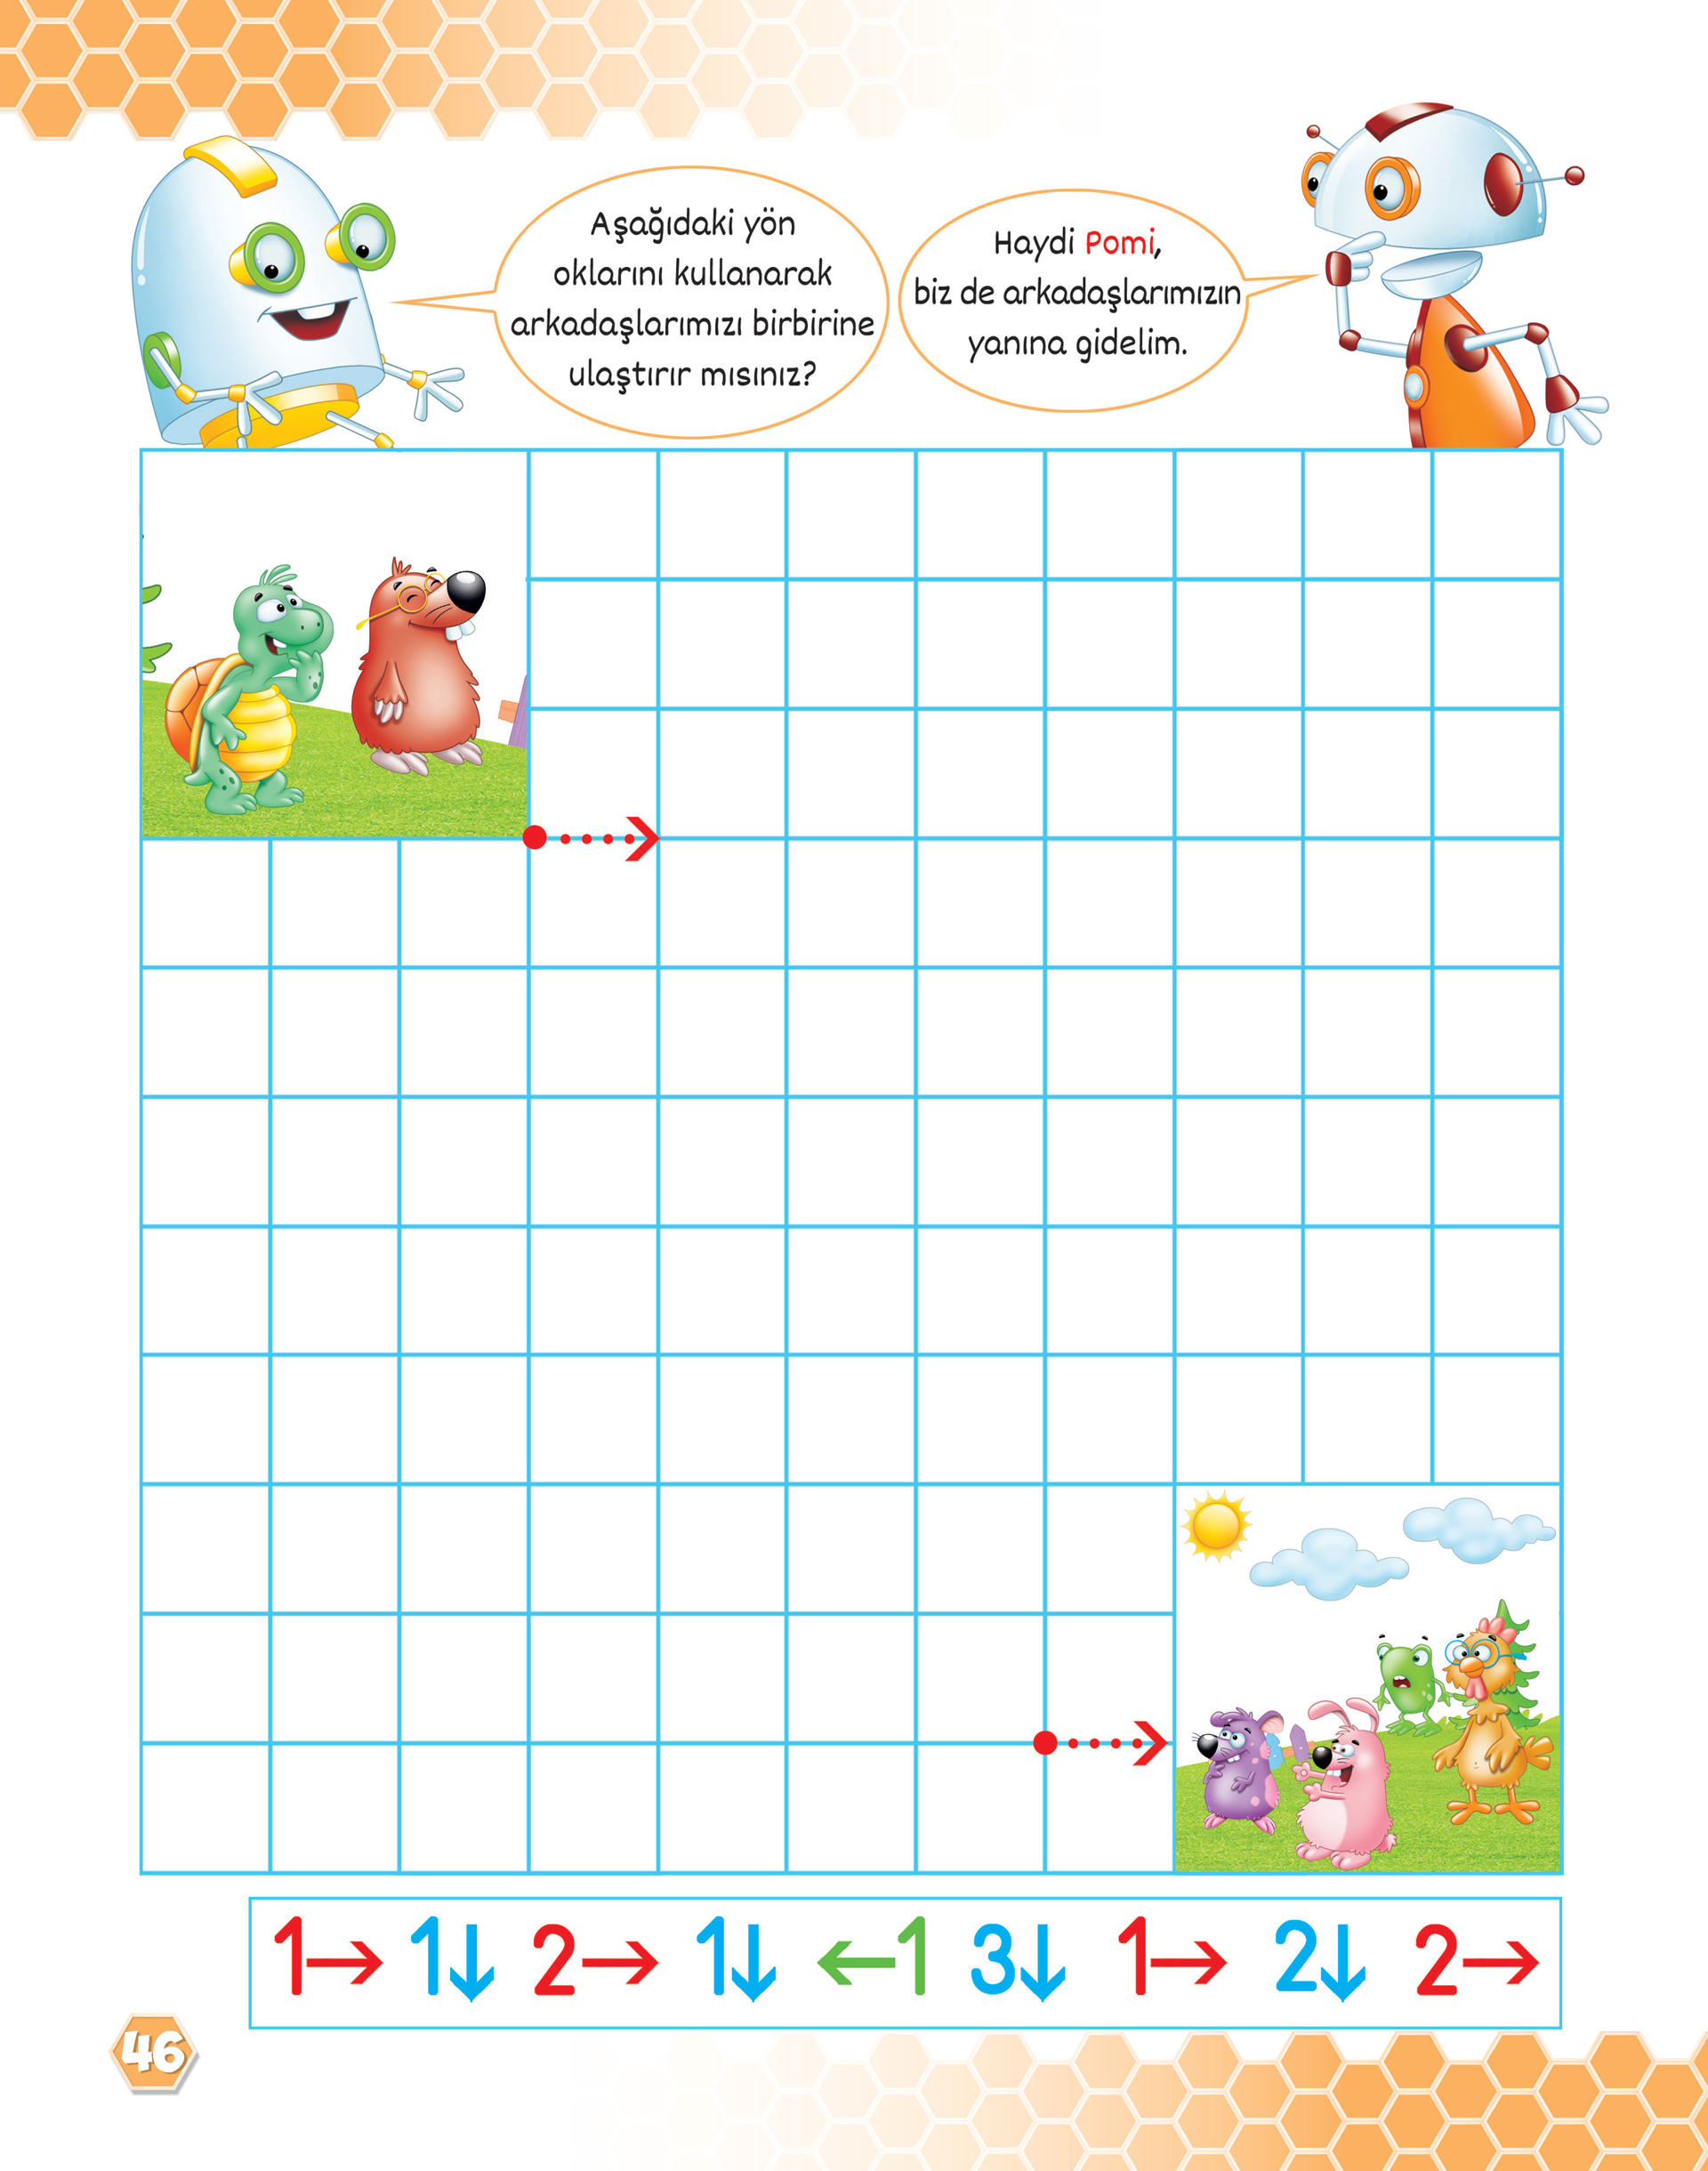 Aşağıdaki yön
oklarını kullanarak
arkadaşlarımızı birbirine
ulaştırır mısınız?
Haydi Pomi,
biz de arkadaşlarımızın
yanına gidelim.
1→ 1↓ 2→ 1↓ ←1 3↓ 1→ 2↓ 2→
46